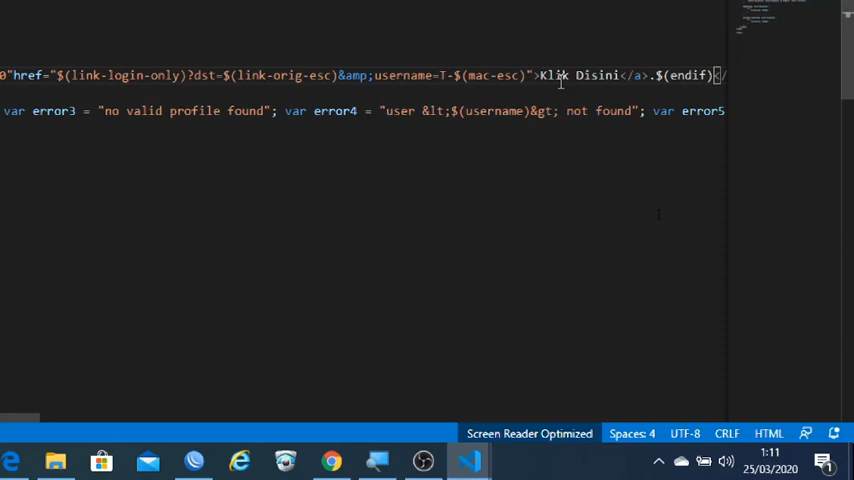 0"href="$(link-login-only)?dst=$(link-orig-esc)&amp;username=T-$(mac-esc)">Klik Disini</a>.$(endif)</
var error3 = "no valid profile found"; var error4 = "user &lt;$(username)&gt; not found"; var error5
Screen Reader Optimized Spaces: 4 UTF-8 CRLF HTML
1:11
25/03/2020
1